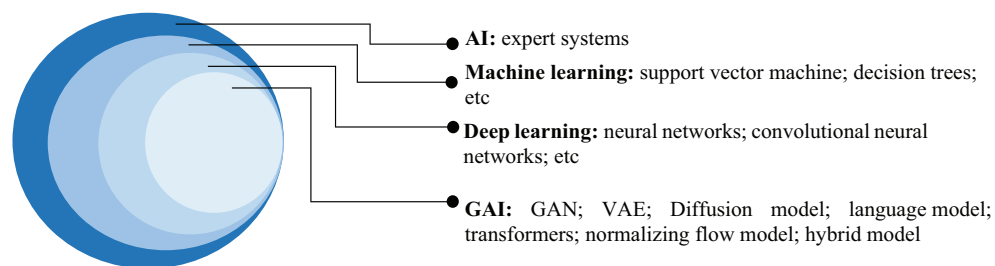 AI: expert systems
Machine learning: support vector machine; decision trees;
etc
Deep learning: neural networks; convolutional neural
networks; etc
GAI: GAN; VAE; Diffusion model; language model;
transformers; normalizing flow model; hybrid model